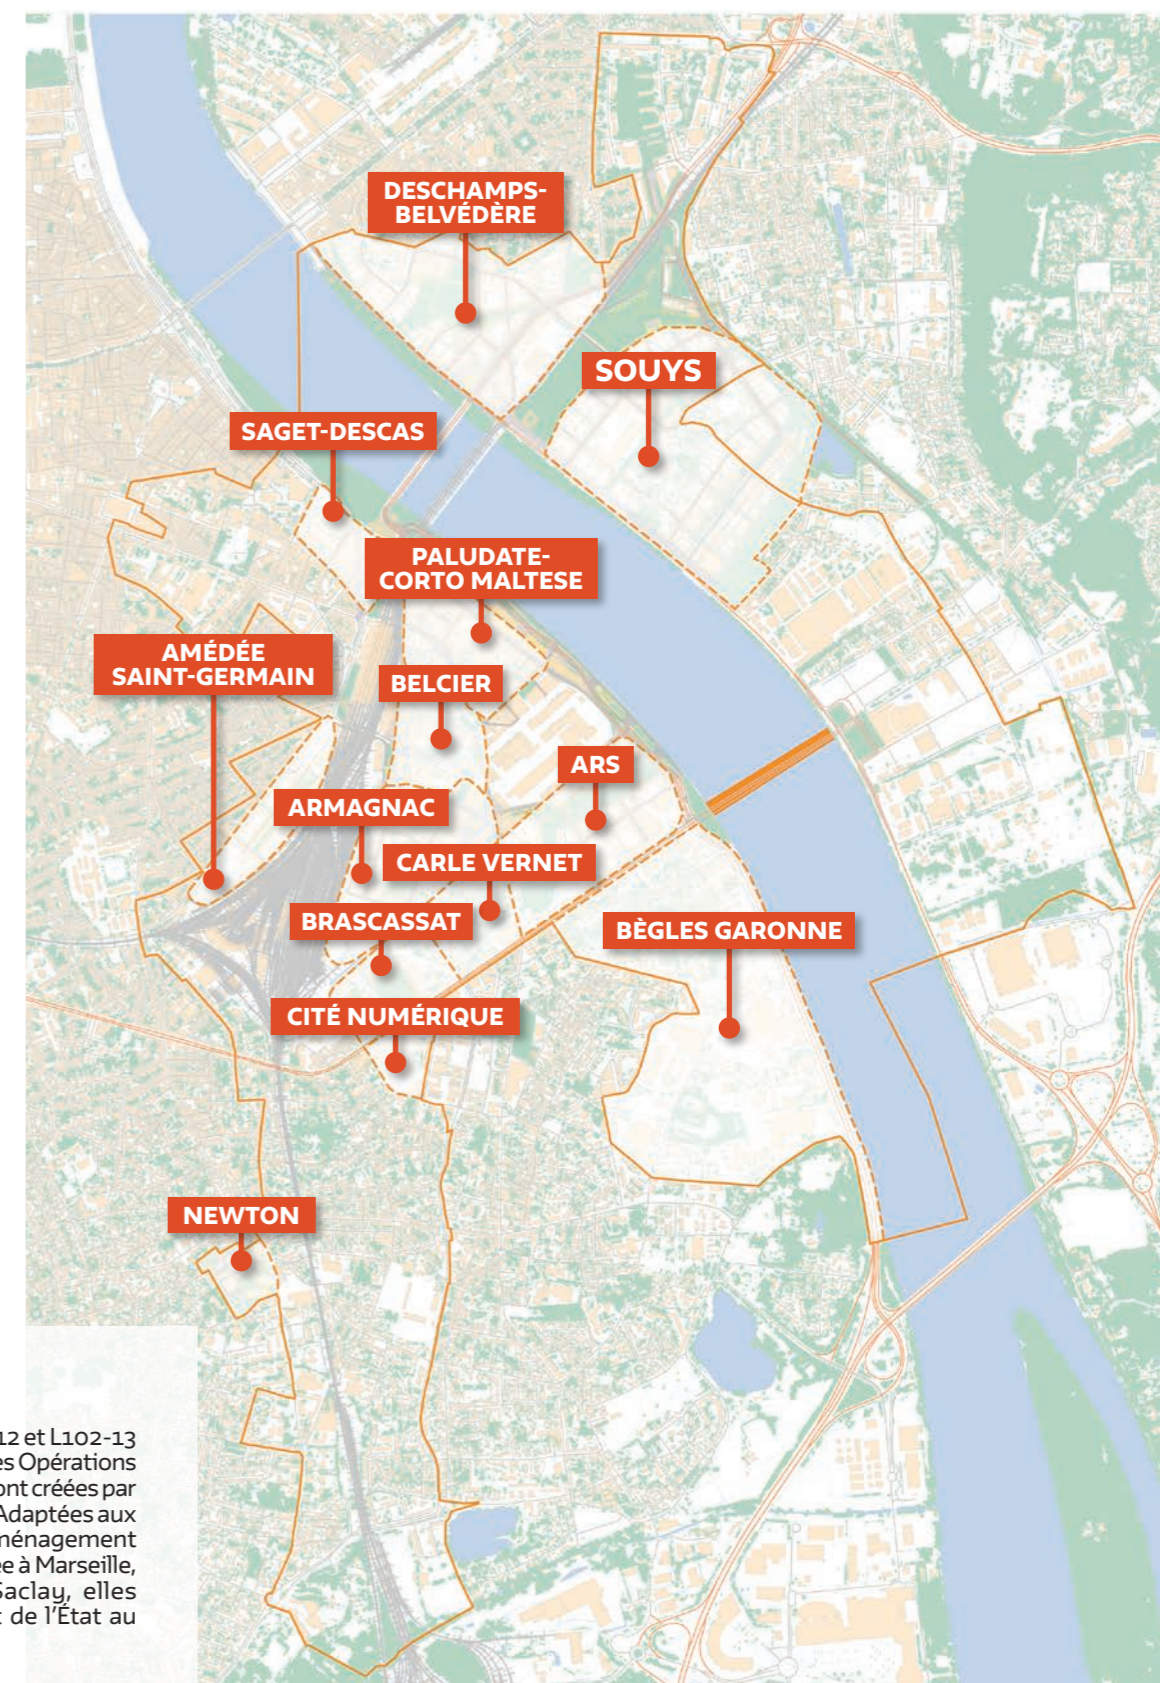 DESCHAMPS-
BELVÉDÈRE
SOUYS
SAGET-DESCAS
PALUDATE-
CORTO MALTESE
AMÉDÉE
SAINT-GERMAIN
BELCIER
ARS
ARMAGNAC
CARLE VERNET
BRASCASSAT
BÈGLES GARONNE
CITÉ NUMÉRIQUE
NEWTON
12 et L102-13
es Opérations
ont créées par
Adaptées aux
ménagement
ée à Marseille,
Saclay, elles
t de l'État au